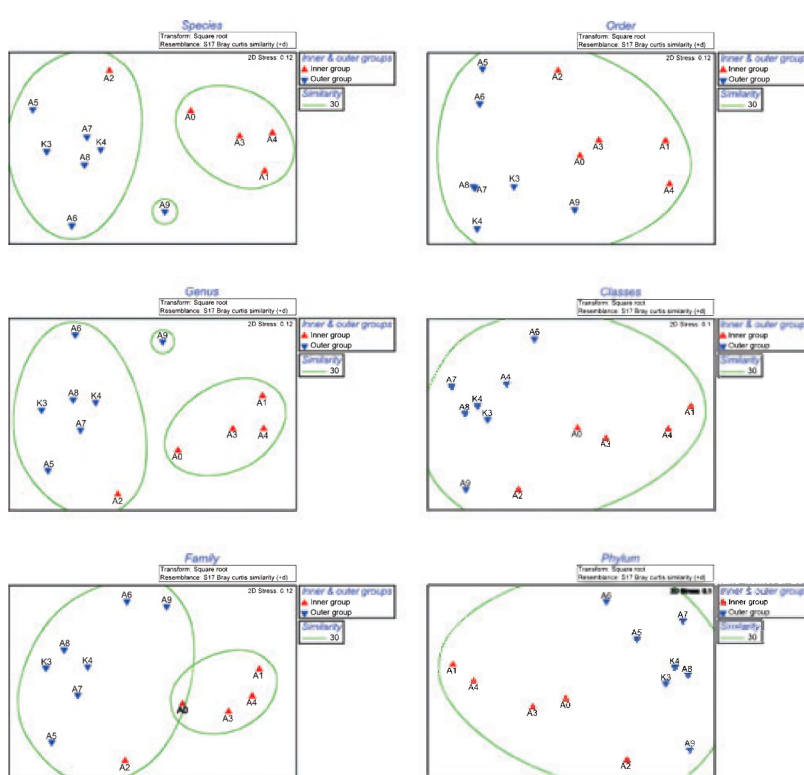 Species
Transform: Square root
Resemblance: S17 Bray curtis similarity (+d)
2D Stress: 0.12
Inner & outer groups
Inner group
Outer group
Similarity
30
A2
A5
A0
A7
K3
K4
A3
A4
A8
A1
A9
A6
Order
Transform: Square root
Resemblance: S17 Bray curtis similarity (+d)
2D Stress: 0.12
Inner & outer groups
Inner group
Outer group
Similarity
30
A5
A2
A6
A3
A1
A0
A8
A7
K3
A4
A9
K4
Genus
Transform: Square root
Resemblance: S17 Bray curtis similarity (+d)
2D Stress: 0.12
Inner & outer groups
Inner group
Outer group
Similarity
30
A6
A9
A8
K4
K3
A1
A7
A3
A4
A0
A5
A2
Classes
Transform: Square root
Resemblance: S17 Bray curtis similarity (+d)
2D Stress: 0.1
Inner & outer groups
Inner group
Outer group
Similarity
30
A6
A7
A4
K4
A8
K3
A1
A0
A3
A4
A9
A2
Family
Transform: Square root
Resemblance: S17 Bray curtis similarity (+d)
2D Stress: 0.12
Inner & outer groups
Inner group
Outer group
Similarity
30
A6
A9
A8
K3
K4
A1
A7
A4
A0
A3
A5
A2
Phylum
Transform: Square root
Resemblance: S17 Bray curtis similarity (+d)
2D Stress: 0.1
Inner & outer groups
Inner group
Outer group
Similarity
30
A6
A7
A5
A1
K4
A8
A4
K3
A0
A3
A9
A2